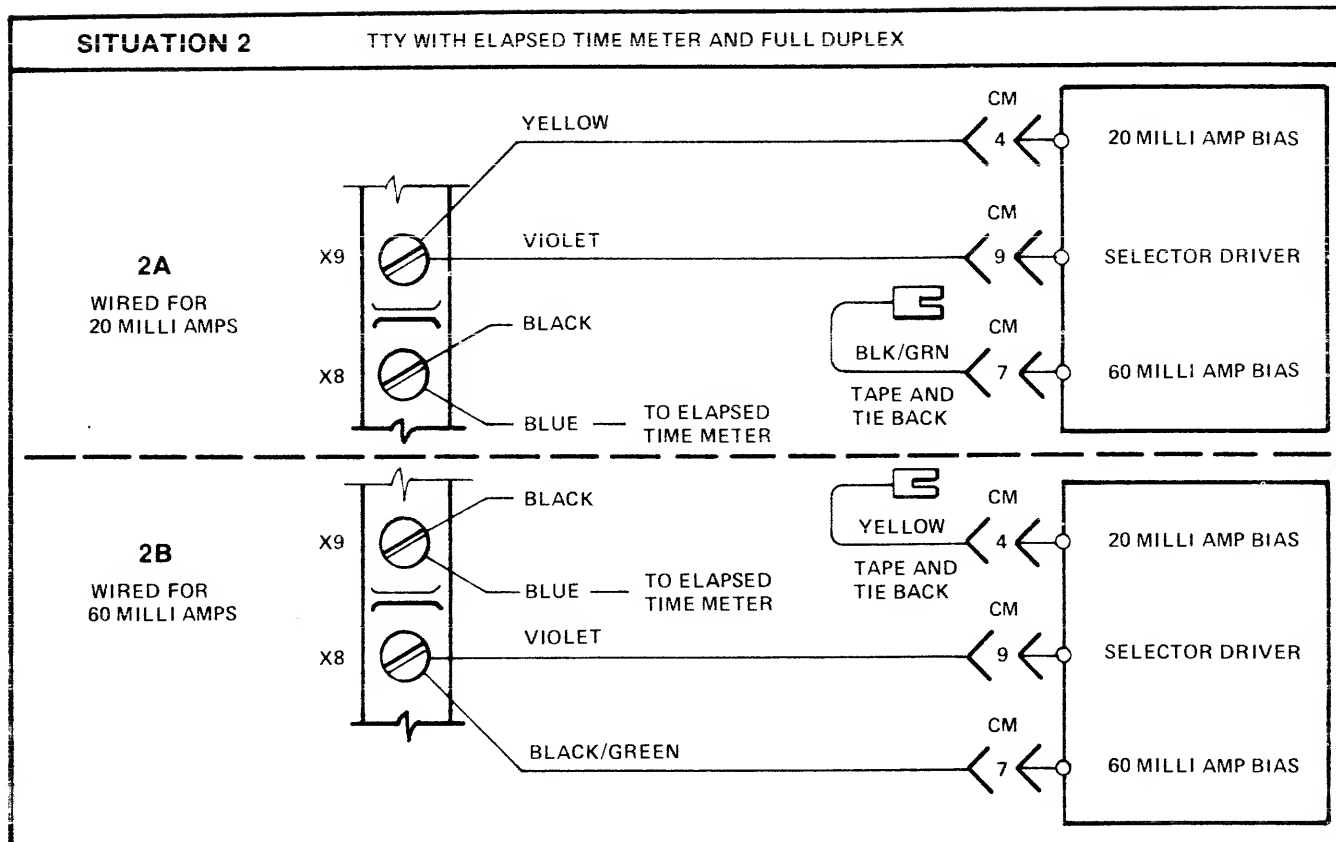 SITUATION 2 TTY WITH ELAPSED TIME METER AND FULL DUPLEX
2A
WIRED FOR
20 MILLI AMPS
X9
X8
YELLOW
VIOLET
BLACK
BLUE
TO ELAPSED
TIME METER
BLK/GRN
TAPE AND
TIE BACK
CM
4
20 MILLI AMP BIAS
CM
9
SELECTOR DRIVER
CM
7
60 MILLI AMP BIAS
2B
WIRED FOR
60 MILLI AMPS
X9
X8
BLACK
BLUE
TO ELAPSED
TIME METER
VIOLET
BLACK/GREEN
YELLOW
TAPE AND
TIE BACK
CM
4
20 MILLI AMP BIAS
CM
9
SELECTOR DRIVER
CM
7
60 MILLI AMP BIAS